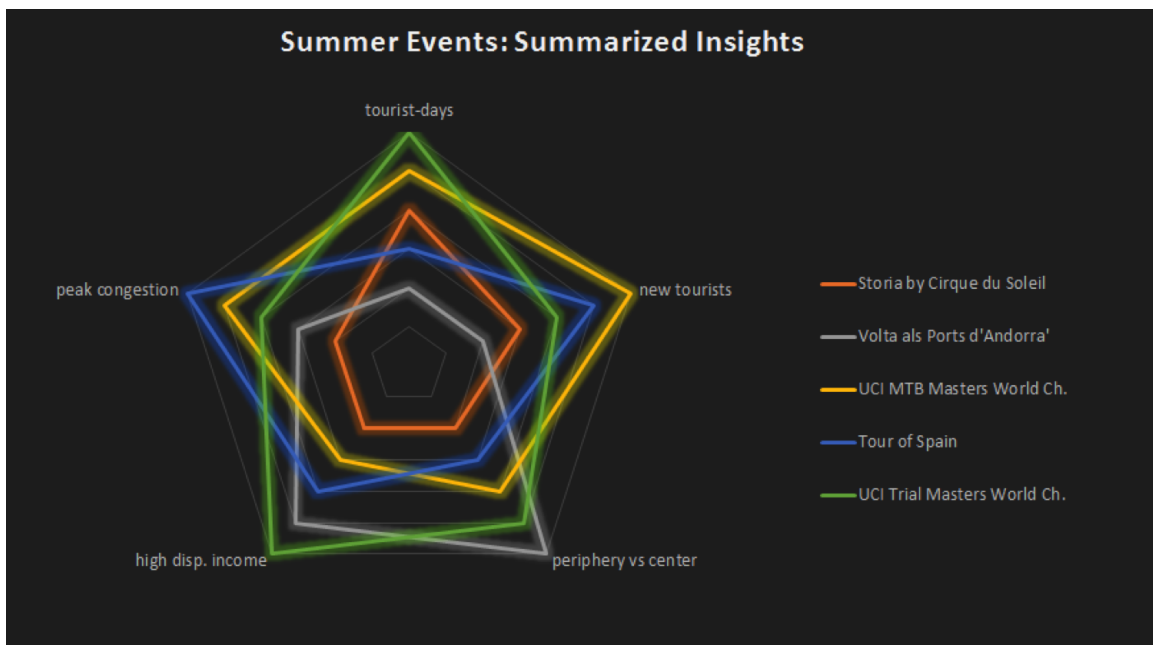 Summer Events: Summarized Insights
tourist-days
peak congestion
new tourists
high disp. income
periphery vs center
Storia by Cirque du Soleil
Volta als Ports d'Andorra'
UCI MTB Masters World Ch.
Tour of Spain
UCI Trial Masters World Ch.